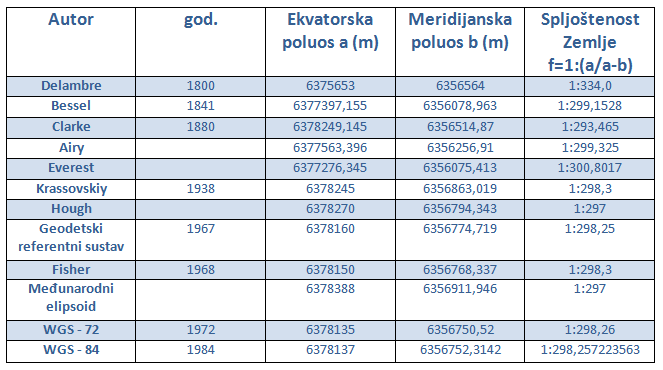 Autor god. Ekvatorska poluos a (m) Meridijanska poluos b (m) Spljoštenost Zemlje f=1:(a/a-b)
Delambre 1800 6375653 6356564 1:334,0
Bessel 1841 6377397,155 6356078,963 1:299,1528
Clarke 1880 6378249,145 6356514,87 1:293,465
Airy 6377563,396 6356256,91 1:299,325
Everest 6377276,345 6356075,413 1:300,8017
Krassovskiy 1938 6378245 6356863,019 1:298,3
Hough 6378270 6356794,343 1:297
Geodetski referentni sustav 1967 6378160 6356774,719 1:298,25
Fisher 1968 6378150 6356768,337 1:298,3
Međunarodni elipsoid 6378388 6356911,946 1:297
WGS - 72 1972 6378135 6356750,52 1:298,26
WGS - 84 1984 6378137 6356752,3142 1:298,257223563